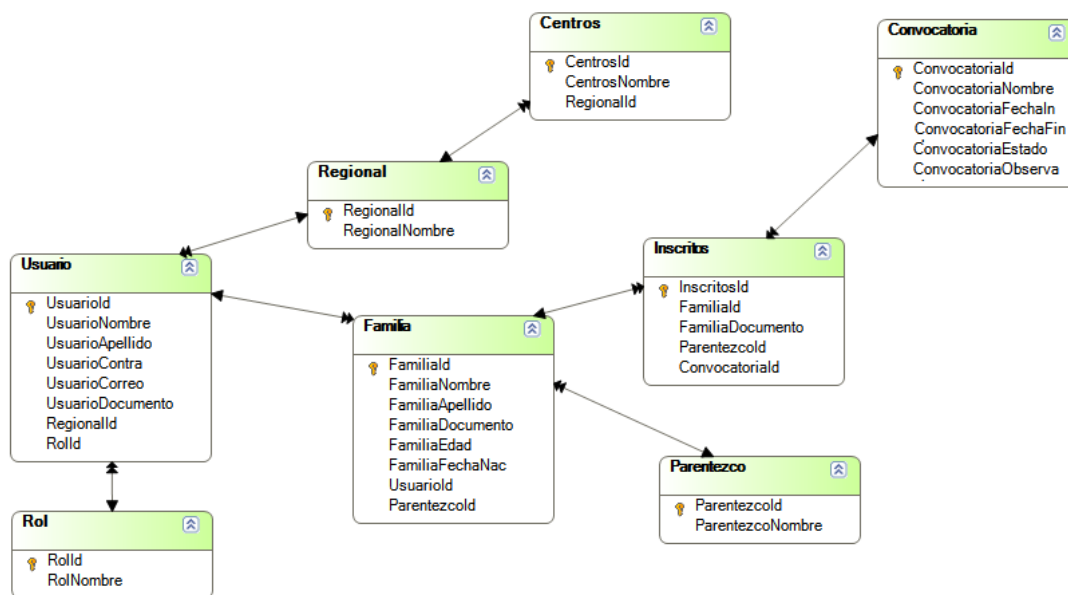 Centros
CentrosId
CentrosNombre
RegionalId
Convocatoria
ConvocatoriaId
ConvocatoriaNombre
ConvocatoriaFechaIn
ConvocatoriaFechaFin
ConvocatoriaEstado
ConvocatoriaObserva
Regional
RegionalId
RegionalNombre
Usuario
UsuarioId
UsuarioNombre
UsuarioApellido
UsuarioContra
UsuarioCorreo
UsuarioDocumento
RegionalId
RolId
Inscritos
InscritosId
FamiliaId
FamiliaDocumento
ParentezcoId
ConvocatoriaId
Familia
FamiliaId
FamiliaNombre
FamiliaApellido
FamiliaDocumento
FamiliaEdad
FamiliaFechaNac
UsuarioId
ParentezcoId
Parentezco
ParentezcoId
ParentezcoNombre
Rol
RolId
RolNombre